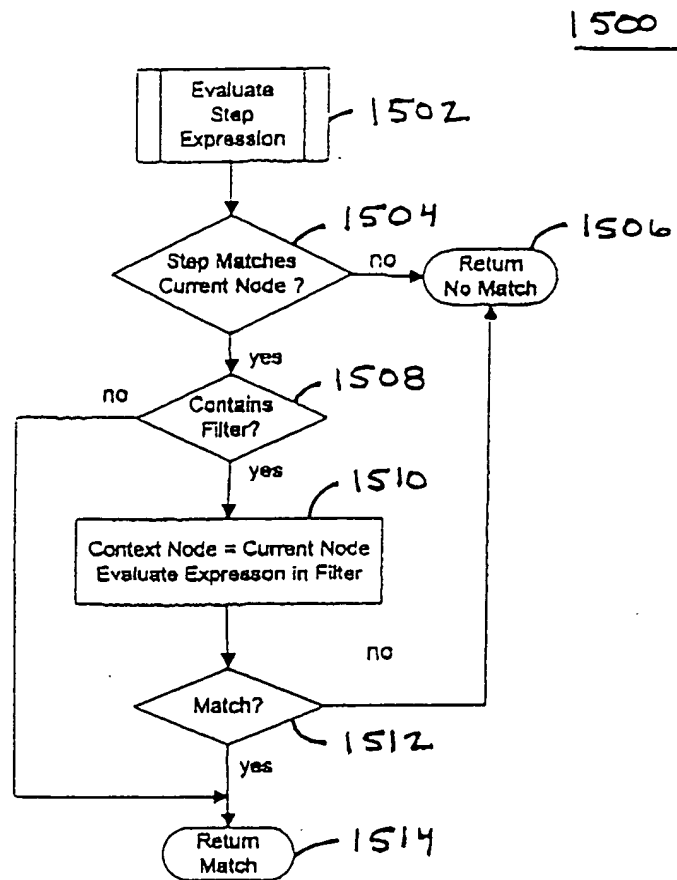 1500
Evaluate
Step
Expression
1502
1504
Step Matches
Current Node ?
no
Return
No Match
1506
yes
no
Contains
Filter?
1508
yes
1510
Context Node = Current Node
Evaluate Expresson in Filter
no
Match?
1512
yes
Return
Match
1514